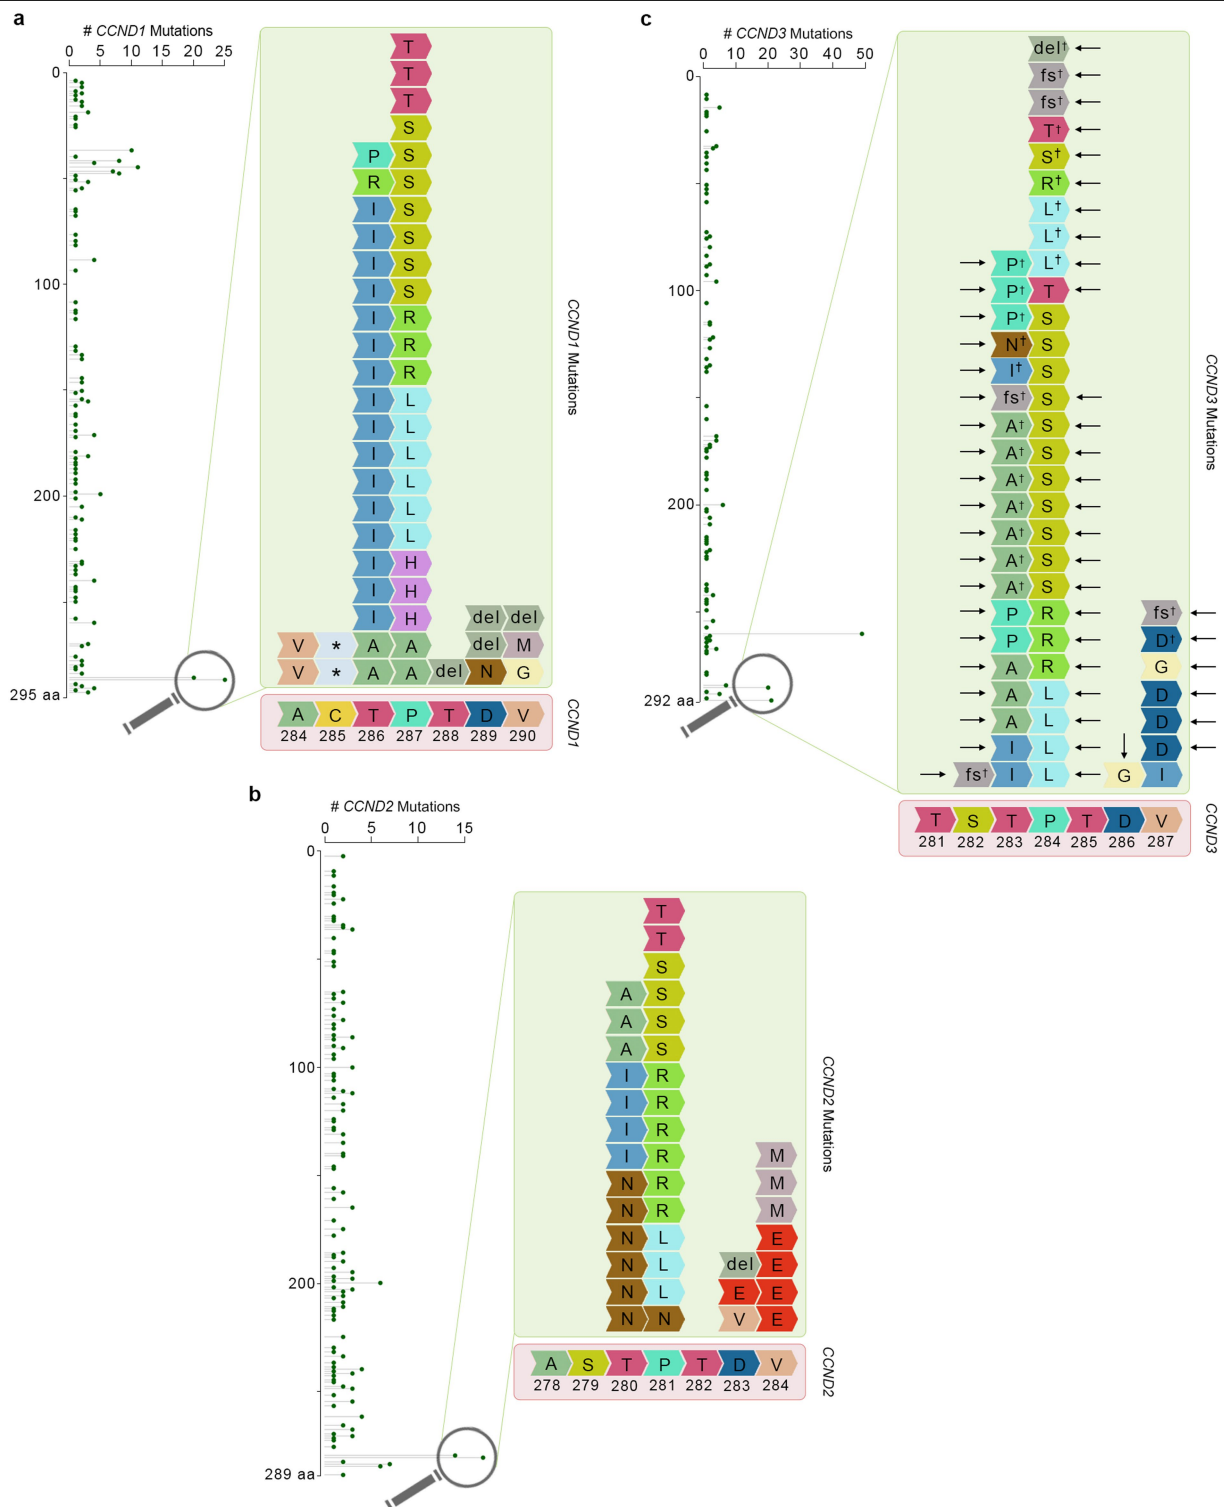 a
# CCND1 Mutations
0 5 10 15 20 25
0
100
200
295 aa
T
T
T
S
P S
R S
I S
I S
I S
I S
I R
I R
I R
I L
I L
I L
I L
I L
I L
I H
I H
I H del del
V * A A del M
V * A A del N G
CCND1 Mutations
A C T P T D V
284 285 286 287 288 289 290
CCND1
b
# CCND2 Mutations
0 5 10 15
0
100
200
289 aa
T
T
S
A S
A S
A S
I R
I R
I R
I R M
N R M
N R M
N L E
N L del E
N L E E
N N V E
CCND2 Mutations
A S T P T D V
278 279 280 281 282 283 284
CCND2
c
# CCND3 Mutations
0 10 20 30 40 50
0
100
200
292 aa
del†
fs†
fs†
T†
S†
R†
L†
L†
P† L†
P† T
P† S
N† S
I† S
fs† S
A† S
A† S
A† S
A† S
A† S
A† S
A† S
P R fs†
P R D†
A R G
A L D
A L D
I L D
fs† I L G I
CCND3 Mutations
T S T P T D V
281 282 283 284 285 286 287
CCND3